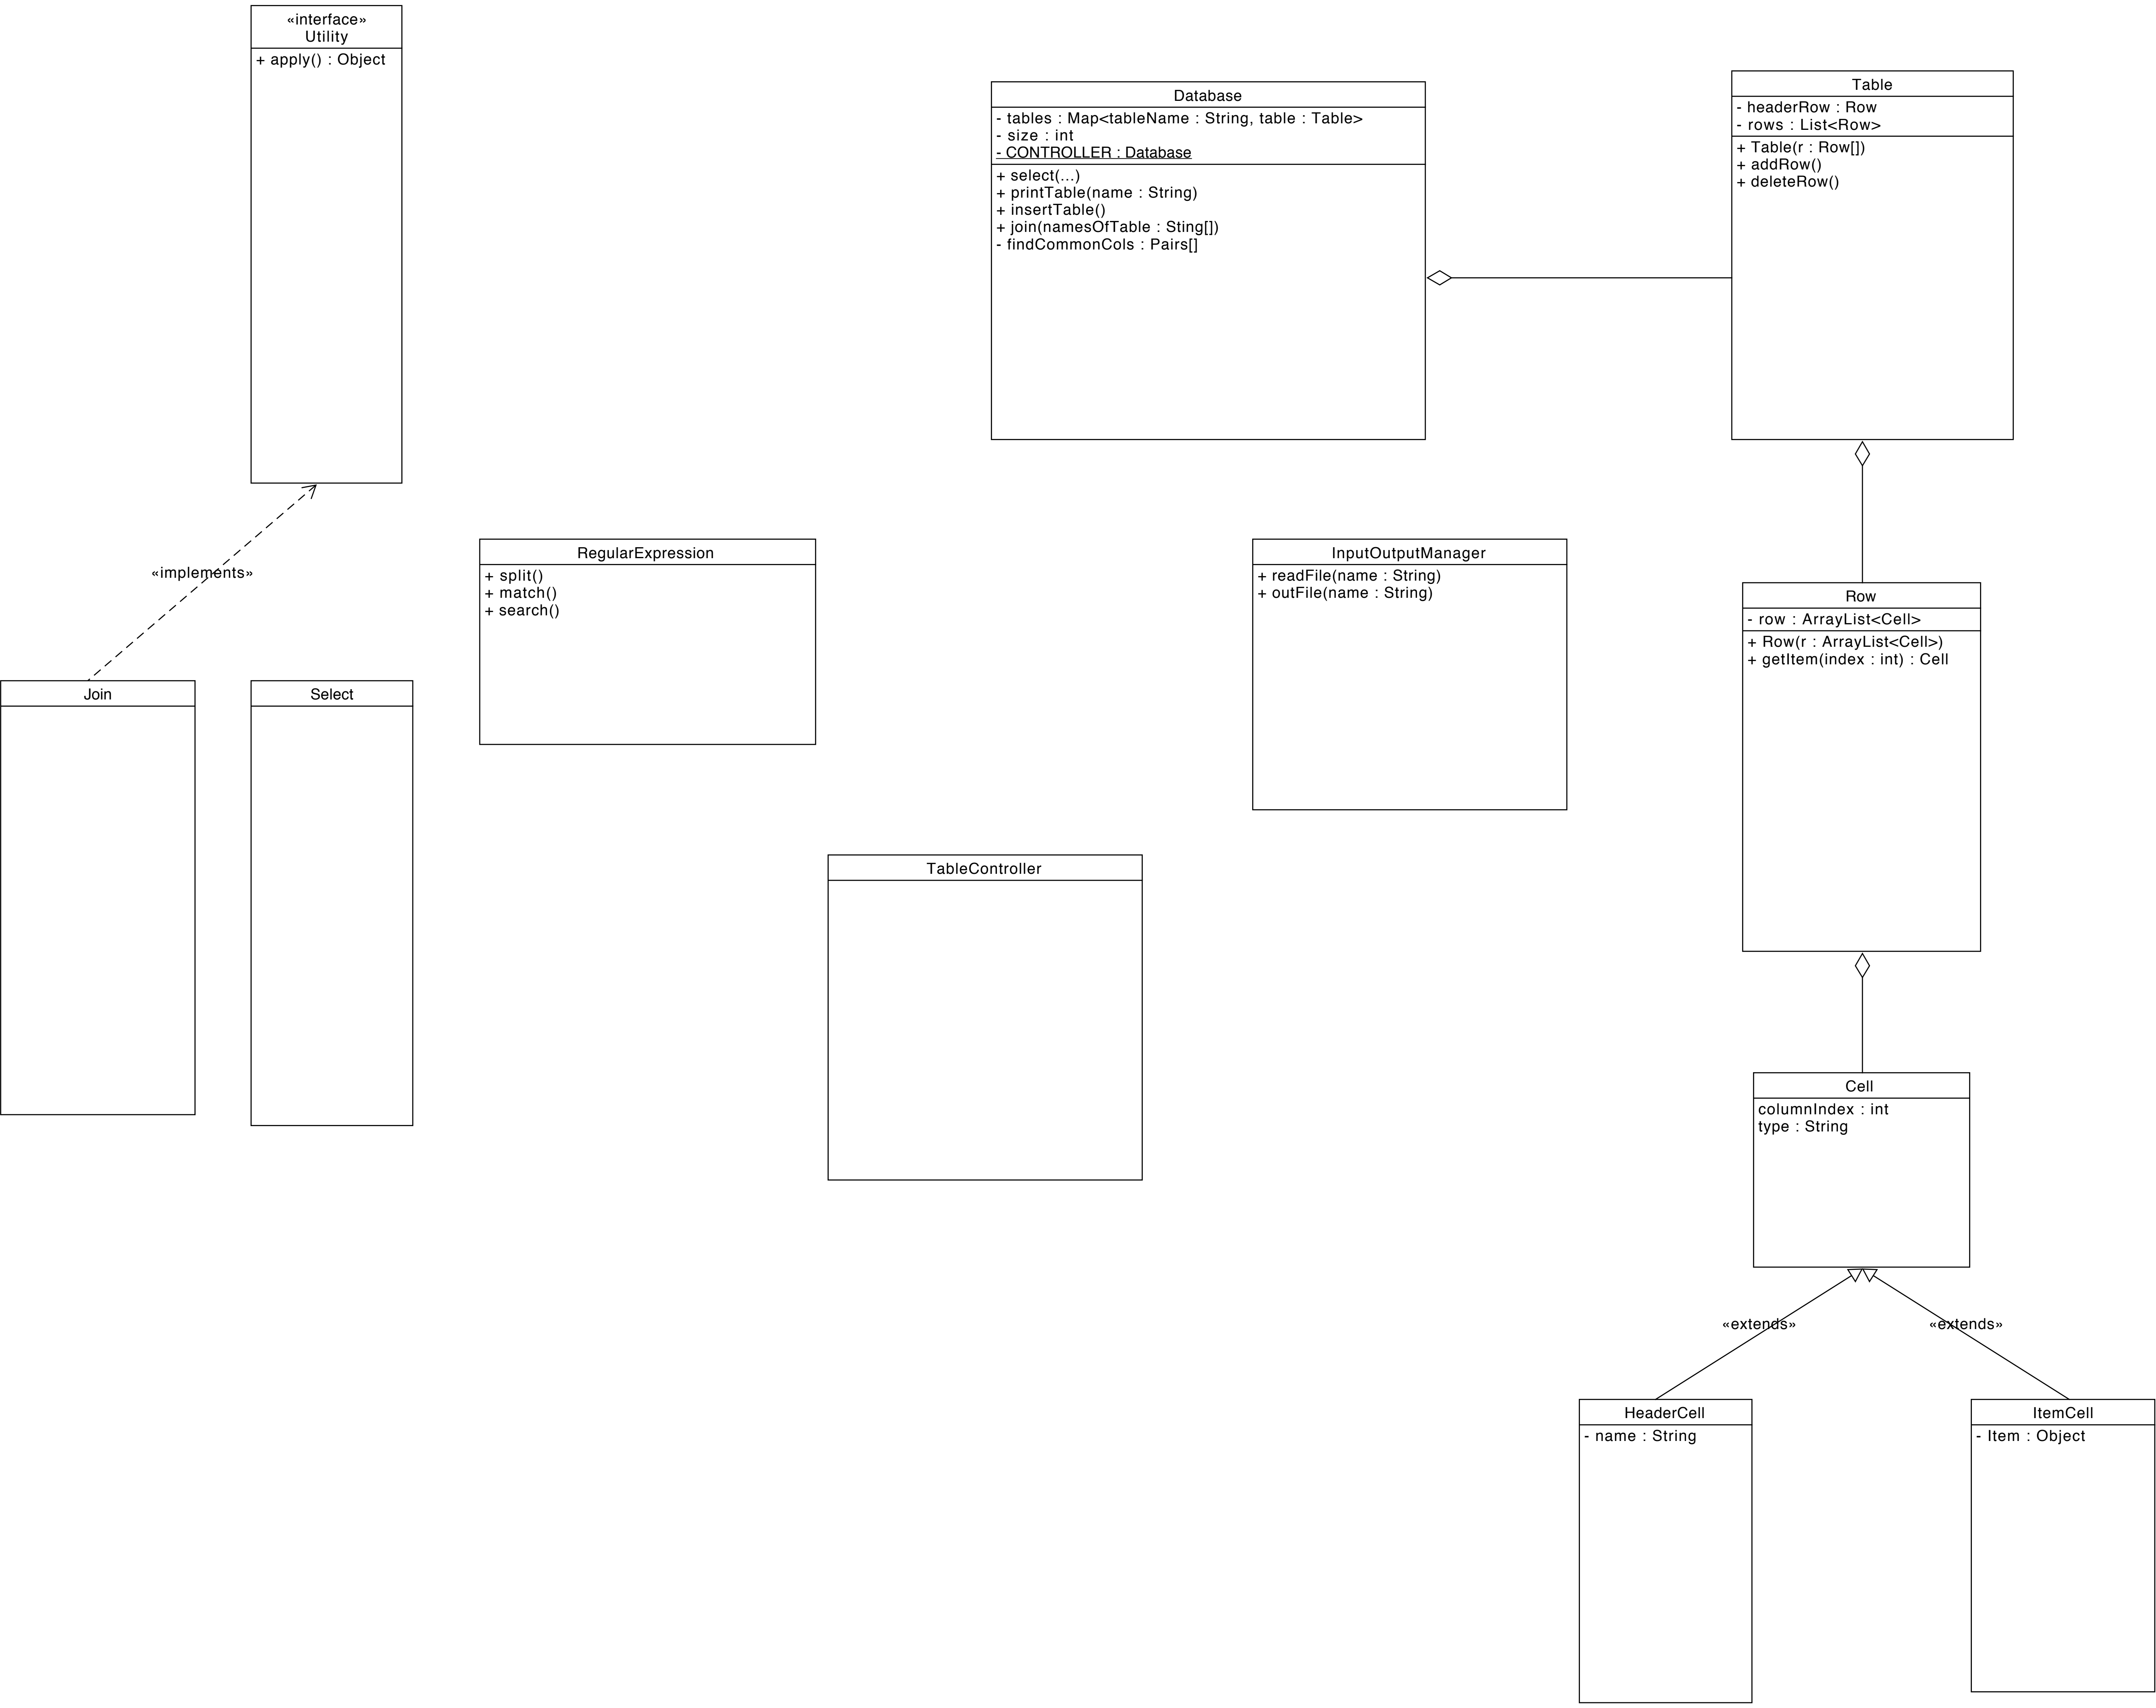 «interface»
Utility
+ apply() : Object
Database
- tables : Map<tableName : String, table : Table>
- size : int
- CONTROLLER : Database
+ select(...)
+ printTable(name : String)
+ insertTable()
+ join(namesOfTable : Sting[])
- findCommonCols : Pairs[]
Table
- headerRow : Row
- rows : List<Row>
+ Table(r : Row[])
+ addRow()
+ deleteRow()
«implements»
RegularExpression
+ split()
+ match()
+ search()
InputOutputManager
+ readFile(name : String)
+ outFile(name : String)
Row
- row : ArrayList<Cell>
+ Row(r : ArrayList<Cell>)
+ getItem(index : int) : Cell
Join
Select
TableController
Cell
columnIndex : int
type : String
«extends»
«extends»
HeaderCell
- name : String
ItemCell
- Item : Object